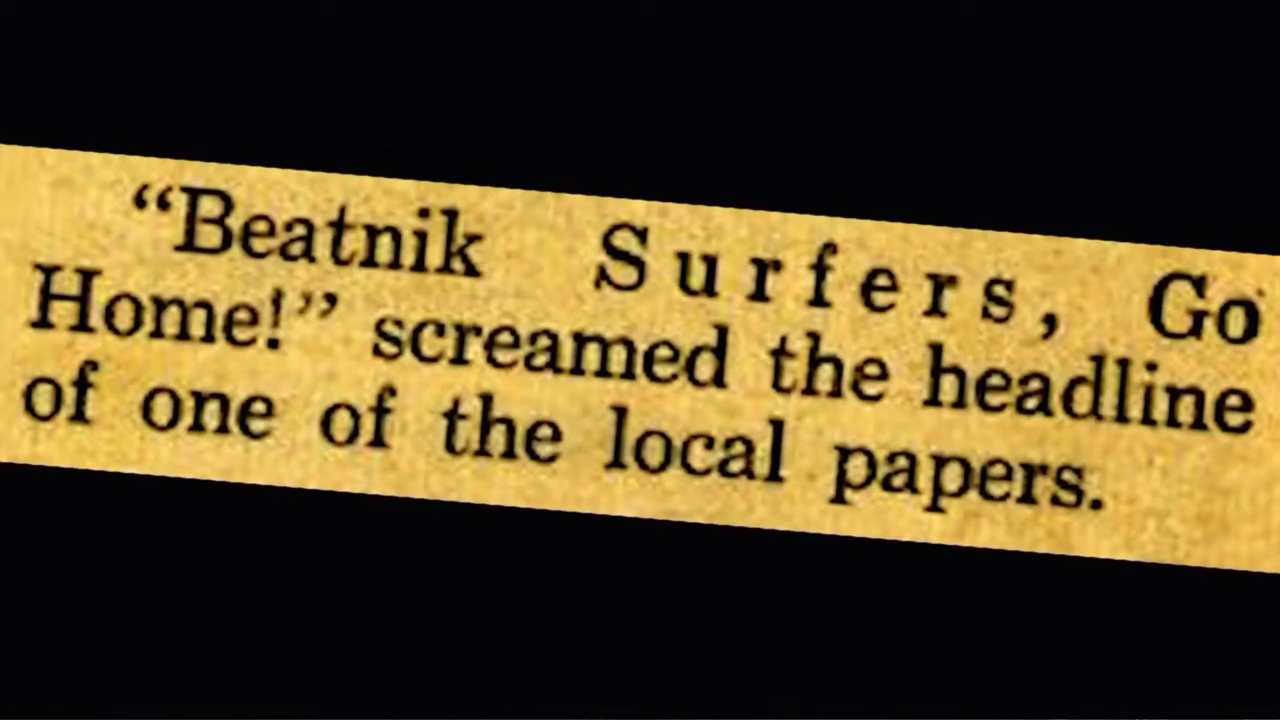 “Beatnik Surfers, Go
Home!” screamed the headline
of one of the local papers.